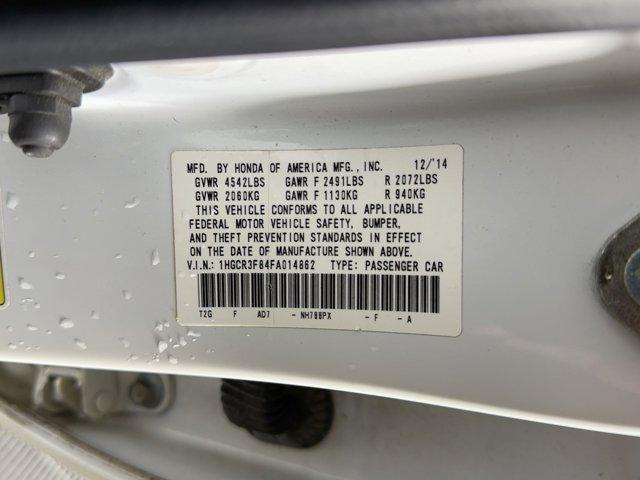 MFD. BY HONDA OF AMERICA MFG., INC. 12/'14
GVWR 4542LBS GAWR F 2491LBS R 2072LBS
GVWR 2060KG GAWR F 1130KG R 940KG
THIS VEHICLE CONFORMS TO ALL APPLICABLE
FEDERAL MOTOR VEHICLE SAFETY, BUMPER,
AND THEFT PREVENTION STANDARDS IN EFFECT
ON THE DATE OF MANUFACTURE SHOWN ABOVE.
V.I.N.: 1HGCR3F84FA014862 TYPE: PASSENGER CAR
T2G F AD7 - NH788PX - F - A